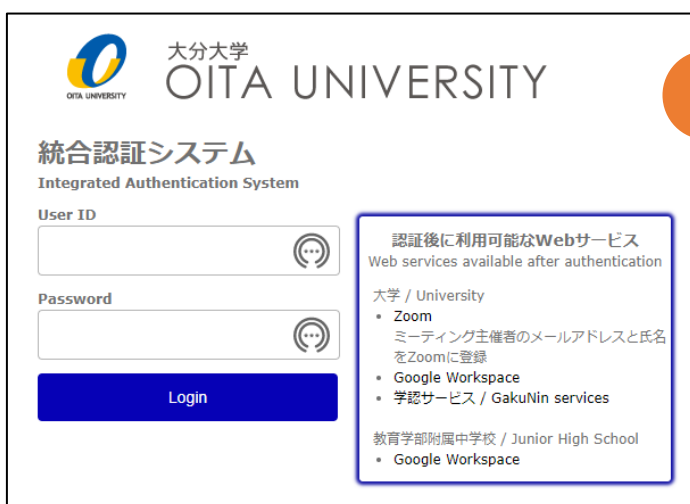 大分大学
OITA UNIVERSITY
OITA UNIVERSITY
統合認証システム
Integrated Authentication System
User ID
Password
Login
認証後に利用可能なWebサービス
Web services available after authentication
大学 / University
• Zoom
ミーティング主催者のメールアドレスと氏名
をZoomに登録
• Google Workspace
• 学認サービス / GakuNin services
教育学部附属中学校 / Junior High School
• Google Workspace